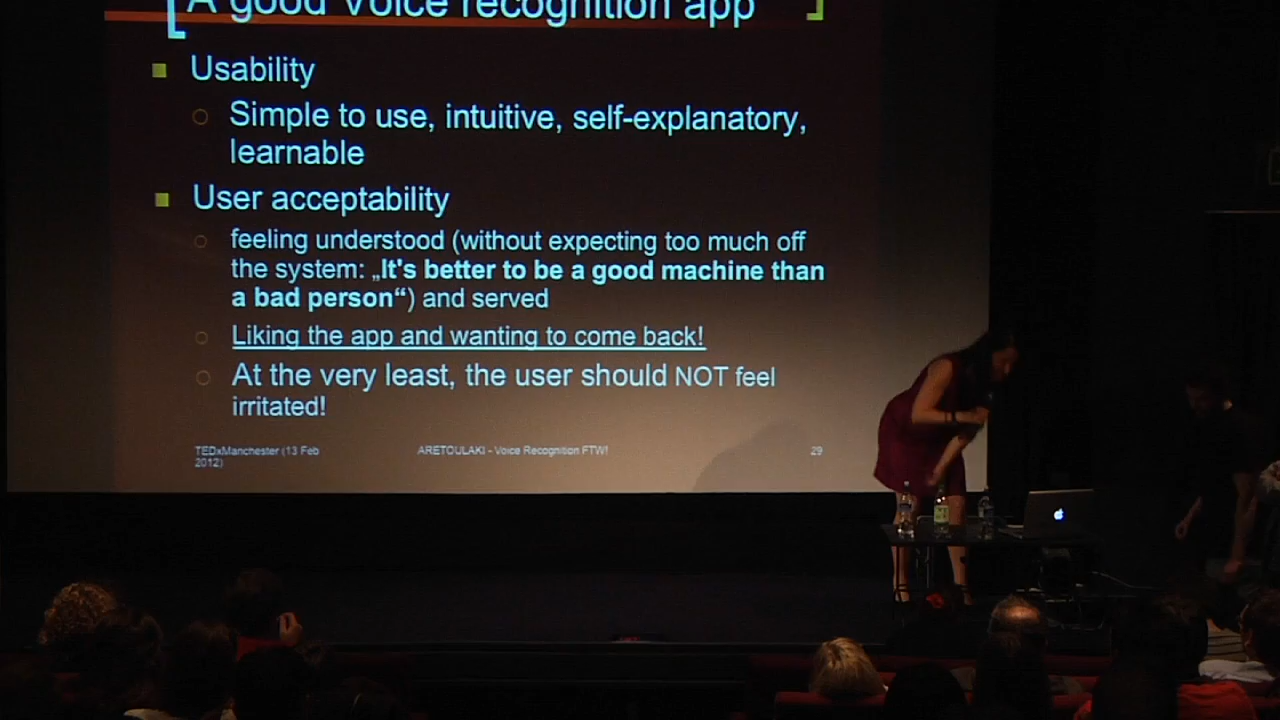 A good Voice recognition app
Usability
Simple to use, intuitive, self-explanatory,
learnable
User acceptability
feeling understood (without expecting too much off
the system: „It's better to be a good machine than
a bad person“) and served
Liking the app and wanting to come back!
At the very least, the user should NOT feel
irritated!
TEDxManchester (13 Feb
2012)
ARETOULAKI - Voice Recognition FTW!
29